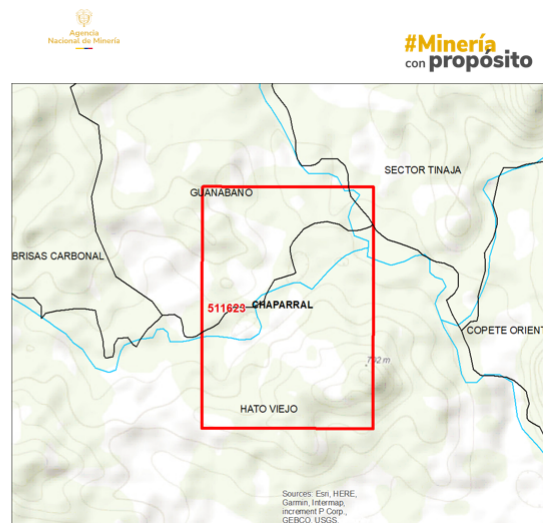 Agencia
Nacional de Minería
#Minería
con propósito
SECTOR TINAJA
GUANABANO
BRISAS CARBONAL
511623 CHAPARRAL
COPETE ORIENT
HATO VIEJO
Sources: Esri, HERE,
Garmin, Intermap,
increment P Corp.,
GEBCO, USGS,